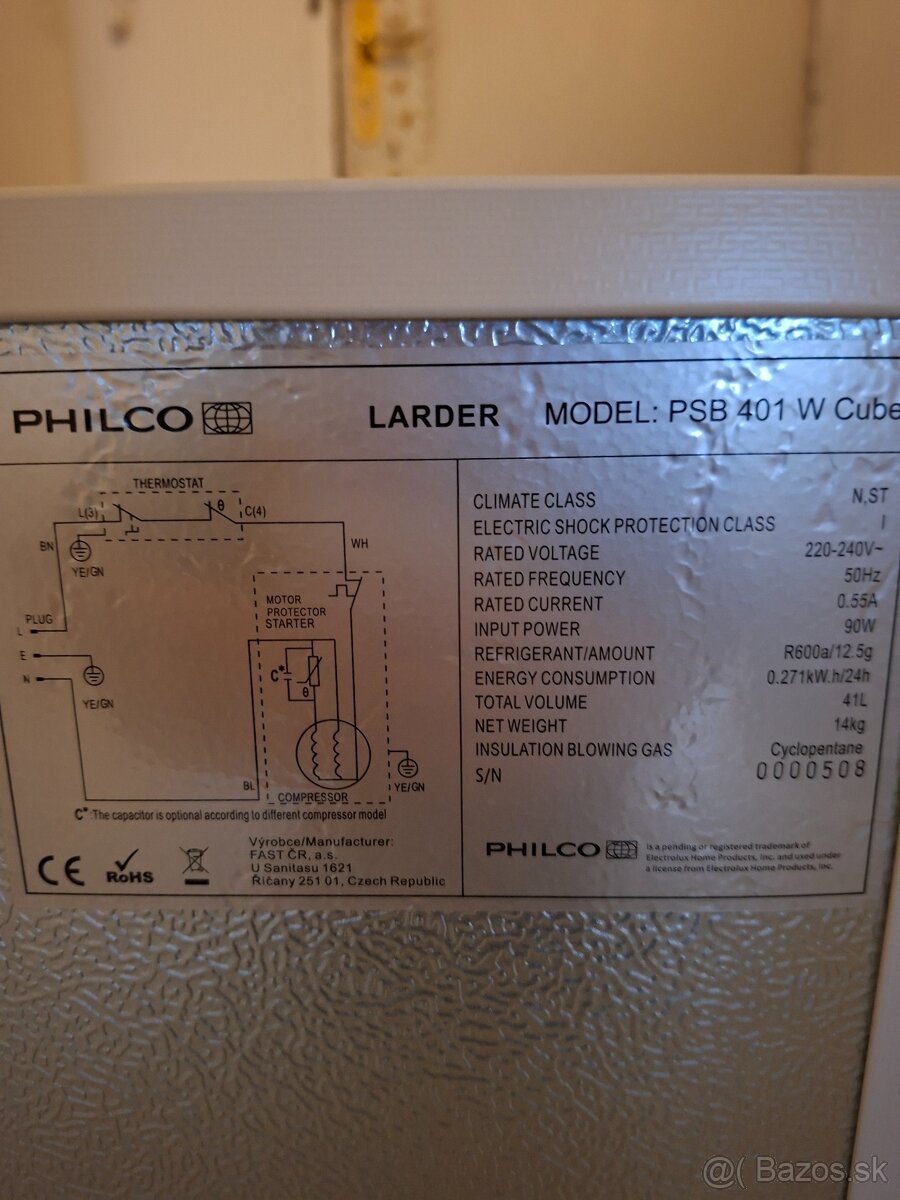 PHILCO LARDER MODEL: PSB 401 W Cube
THERMOSTAT
L(3) θ C(4)
BN WH
YE/GN
PLUG
L
E
N
YE/GN
MOTOR
PROTECTOR
STARTER
C*
θ
BL
COMPRESSOR
YE/GN
C*:The capacitor is optional according to different compressor model
CLIMATE CLASS N,ST
ELECTRIC SHOCK PROTECTION CLASS I
RATED VOLTAGE 220-240V~
RATED FREQUENCY 50Hz
RATED CURRENT 0.55A
INPUT POWER 90W
REFRIGERANT/AMOUNT R600a/12.5g
ENERGY CONSUMPTION 0.271kW.h/24h
TOTAL VOLUME 41L
NET WEIGHT 14kg
INSULATION BLOWING GAS Cyclopentane
S/N 0000508
CE RoHS
Výrobce/Manufacturer:
FAST ČR, a.s.
U Sanitasu 1621
Říčany 251 01, Czech Republic
PHILCO
is a pending or registered trademark of
Electrolux Home Products, Inc. and used under
a license from Electrolux Home Products, Inc.
@( Bazos.sk